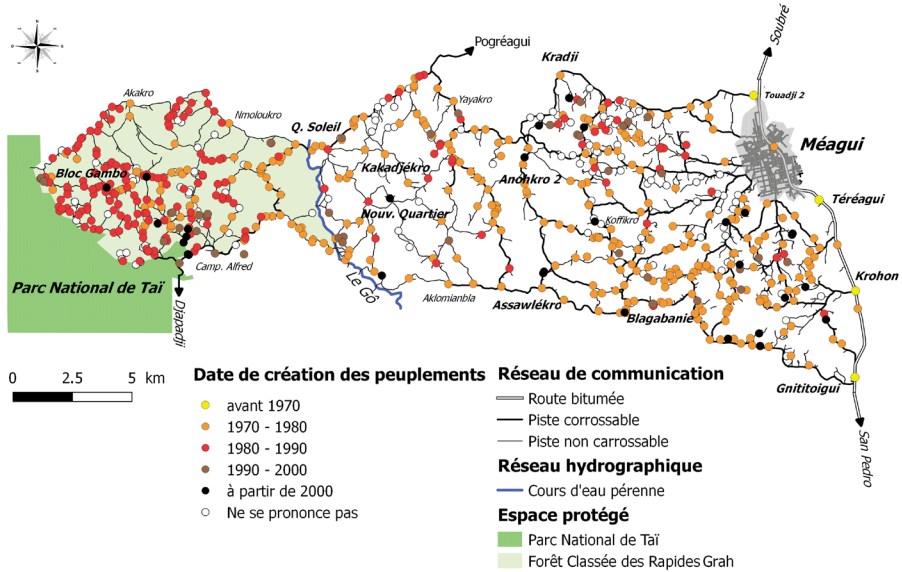 N
Pogréagui
Soubré
Kradji
Akakro
Yayakro
Touadji 2
Nmoloukro
Q. Soleil
Méagui
Bloc Gambo
Kakadjékro
Anonkro 2
Téréagui
Nouv. Quartier
Koffikro
Camp. Alfred
Parc National de Taï
Le Gô
Aklomianbla
Assawlékro
Krohon
Blagabanie
Djapadji
Gnititoigui
San Pedro
0 2.5 5 km
Date de création des peuplements
avant 1970
1970 - 1980
1980 - 1990
1990 - 2000
à partir de 2000
Ne se prononce pas
Réseau de communication
Route bitumée
Piste corrossable
Piste non carrossable
Réseau hydrographique
Cours d'eau pérenne
Espace protégé
Parc National de Taï
Forêt Classée des Rapides Grah